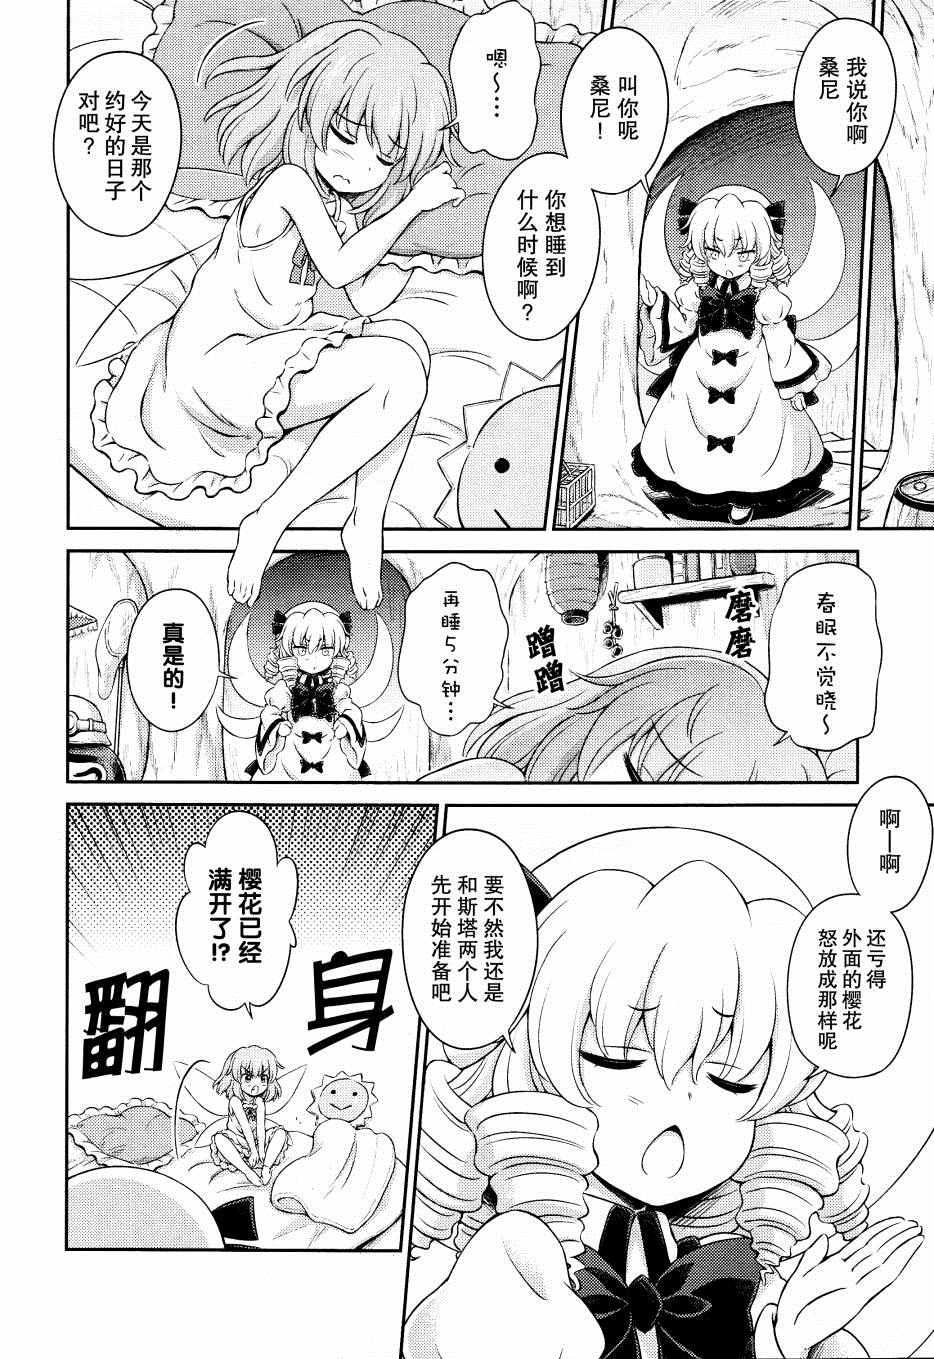 我说你啊
桑尼
叫你呢
桑尼！
你想睡到
什么时候啊？
嗯～…
今天是那个
约好的日子
对吧？
春眠不觉晓～
磨磨
蹭蹭
再睡5分钟…
真是的！
啊—啊
还亏得
外面的樱花
怒放成那样呢
要不然我还是
和斯塔两个人
先开始准备吧
樱花已经
满开了!?
翻身